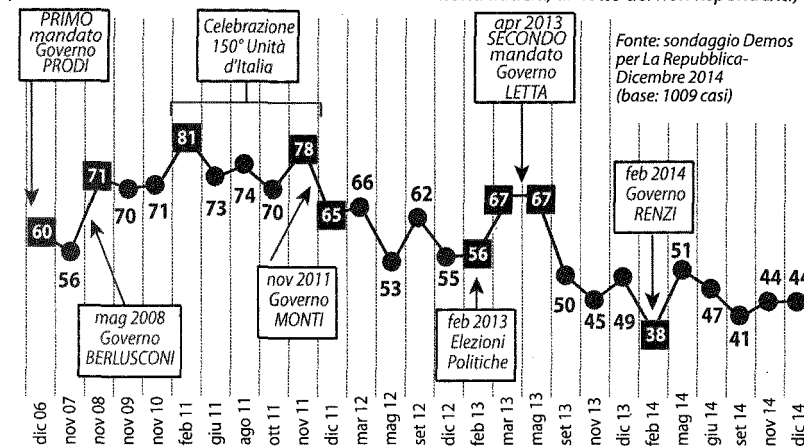 dei non rispondenti)
PRIMO
mandato
Governo
PRODI
Celebrazione
150° Unità
d'Italia
apr 2013
SECONDO
mandato
Governo
LETTA
Fonte: sondaggio Demos
per La Repubblica-
Dicembre 2014
(base: 1009 casi)
feb 2014
Governo
RENZI
60
56
71
70
71
81
73
74
70
78
65
66
53
62
55
56
67
67
50
45
49
38
51
47
41
44
44
mag 2008
Governo
BERLUSCONI
nov 2011
Governo
MONTI
feb 2013
Elezioni
Politiche
dic 06
nov 07
nov 08
nov 09
nov 10
feb 11
giu 11
ago 11
ott 11
nov 11
dic 11
mar 12
mag 12
set 12
dic 12
feb 13
mar 13
mag 13
set 13
nov 13
dic 13
feb 14
mag 14
giu 14
set 14
nov 14
dic 14